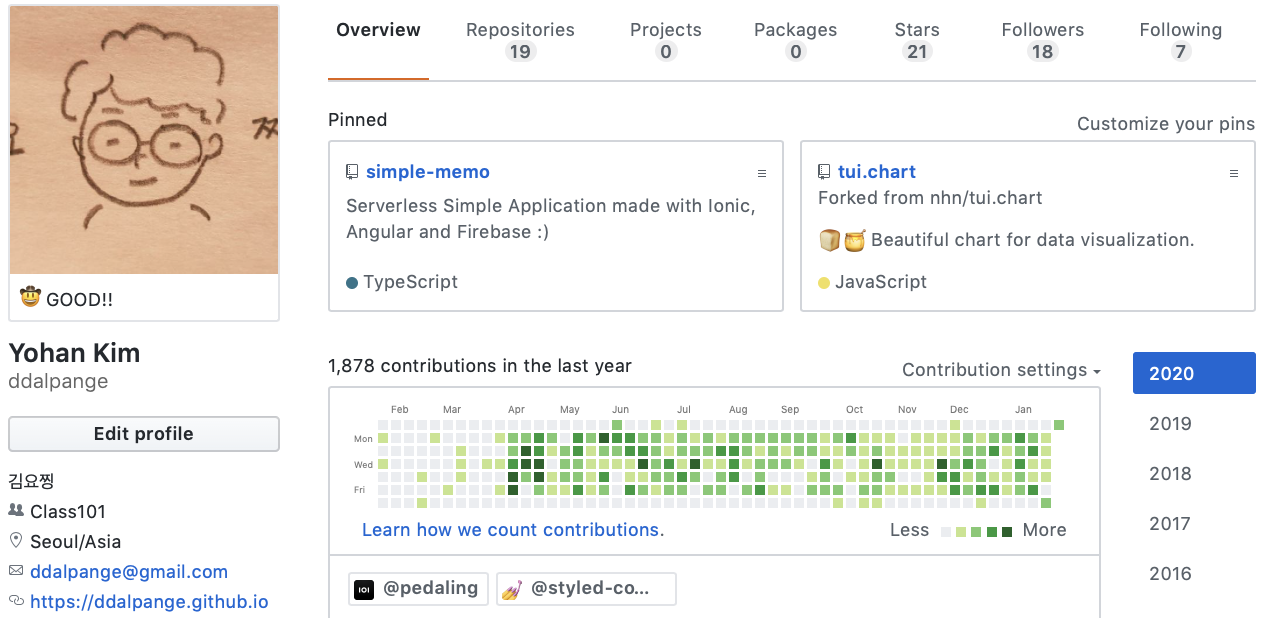 Overview
Repositories 19
Projects 0
Packages 0
Stars 21
Followers 18
Following 7
GOOD!!
Yohan Kim
ddalpange
Edit profile
김요찡
Class101
Seoul/Asia
ddalpange@gmail.com
https://ddalpange.github.io
Pinned
Customize your pins
simple-memo
Serverless Simple Application made with Ionic,
Angular and Firebase :)
TypeScript
tui.chart
Forked from nhn/tui.chart
Beautiful chart for data visualization.
JavaScript
1,878 contributions in the last year
Contribution settings
Feb Mar Apr May Jun Jul Aug Sep Oct Nov Dec Jan
Mon
Wed
Fri
Learn how we count contributions.
Less More
@pedaling
@styled-co...
2020
2019
2018
2017
2016